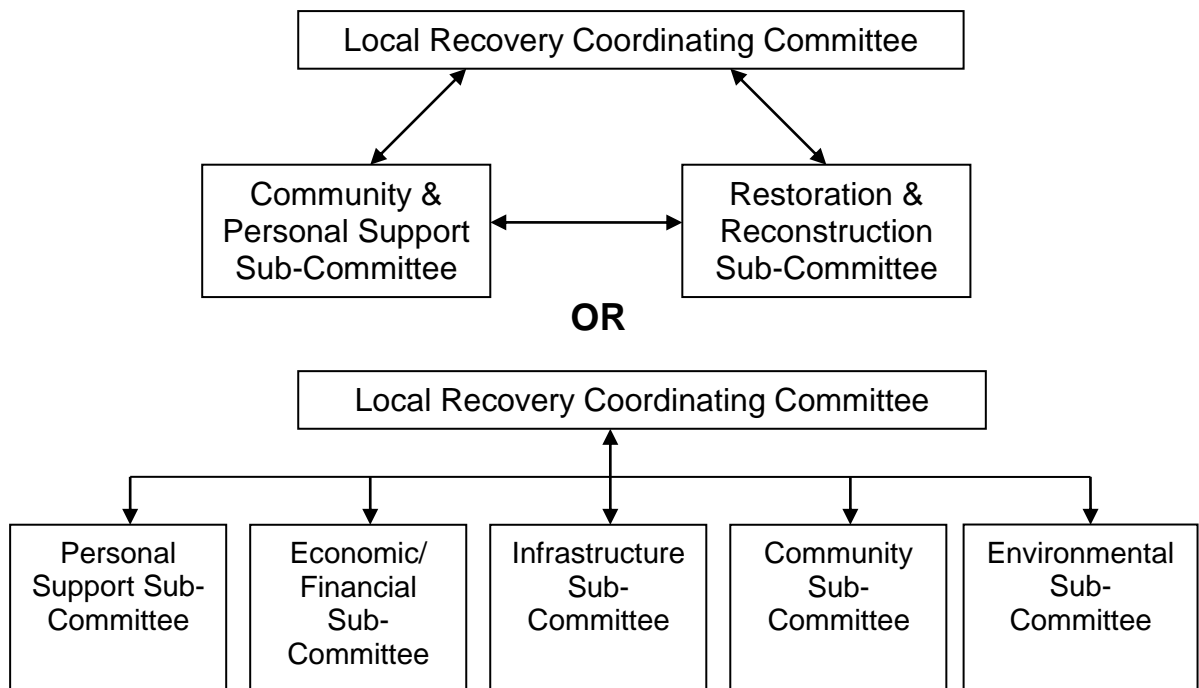 Local Recovery Coordinating Committee
Community &
Personal Support
Sub-Committee
Restoration &
Reconstruction
Sub-Committee
OR
Local Recovery Coordinating Committee
Personal
Support Sub-
Committee
Economic/
Financial
Sub-
Committee
Infrastructure
Sub-
Committee
Community
Sub-
Committee
Environmental
Sub-
Committee